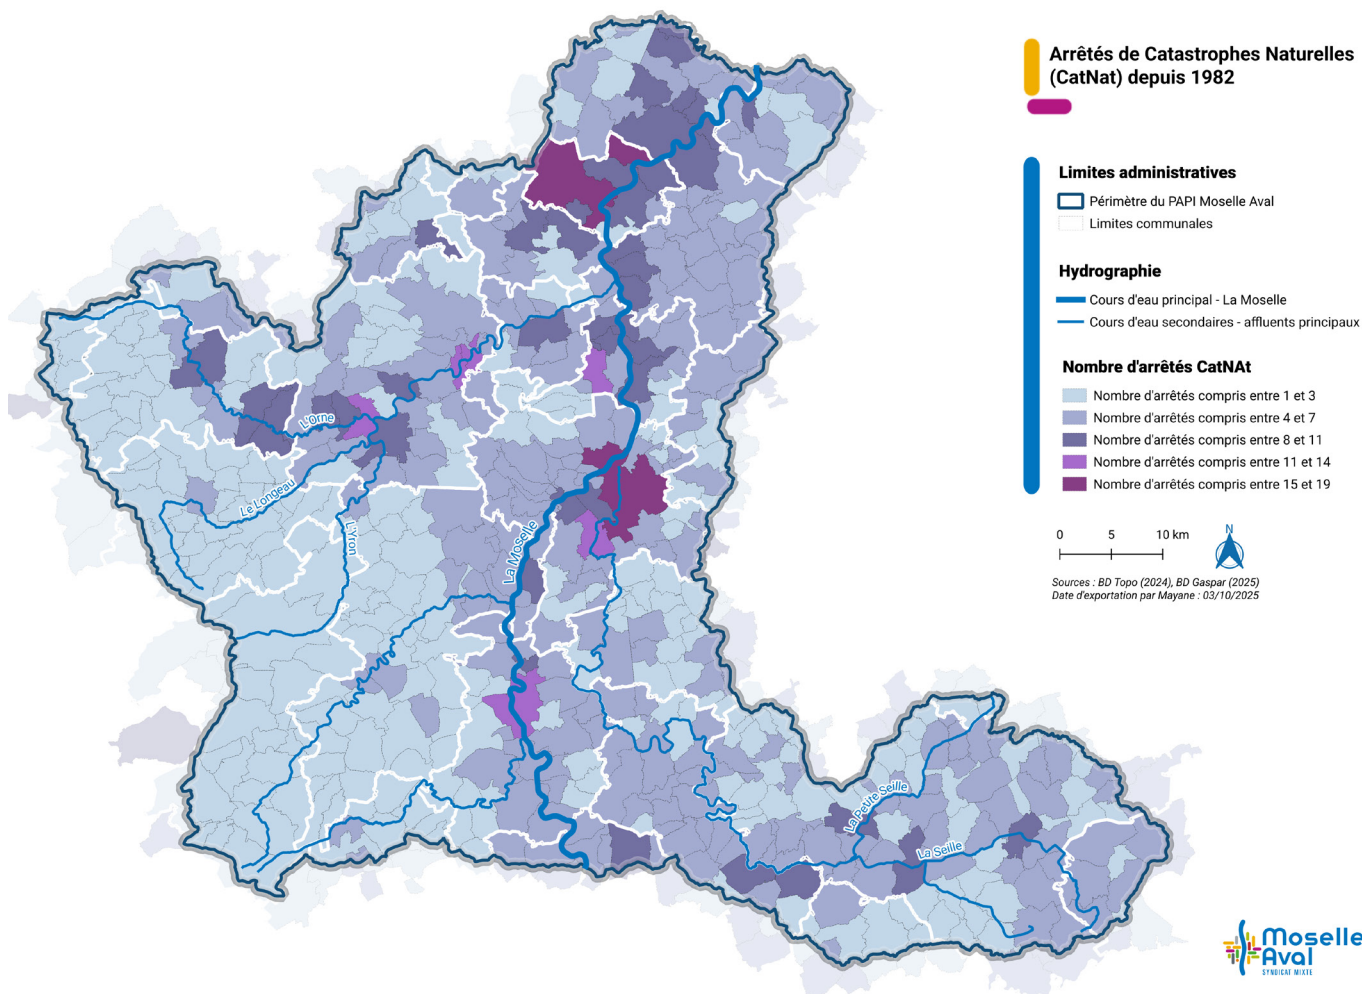 Arrêtés de Catastrophes Naturelles
(CatNat) depuis 1982
Limites administratives
Périmètre du PAPI Moselle Aval
Limites communales
Hydrographie
Cours d'eau principal - La Moselle
Cours d'eau secondaires - affluents principaux
Nombre d'arrêtés CatNAt
Nombre d'arrêtés compris entre 1 et 3
Nombre d'arrêtés compris entre 4 et 7
Nombre d'arrêtés compris entre 8 et 11
Nombre d'arrêtés compris entre 11 et 14
Nombre d'arrêtés compris entre 15 et 19
0 5 10 km
N
Sources : BD Topo (2024), BD Gaspar (2025)
Date d'exportation par Mayane : 03/10/2025
L'Orne
Le Longeau
L'Yron
La Moselle
La Petite Seille
La Seille
Moselle
Aval
SYNDICAT MIXTE